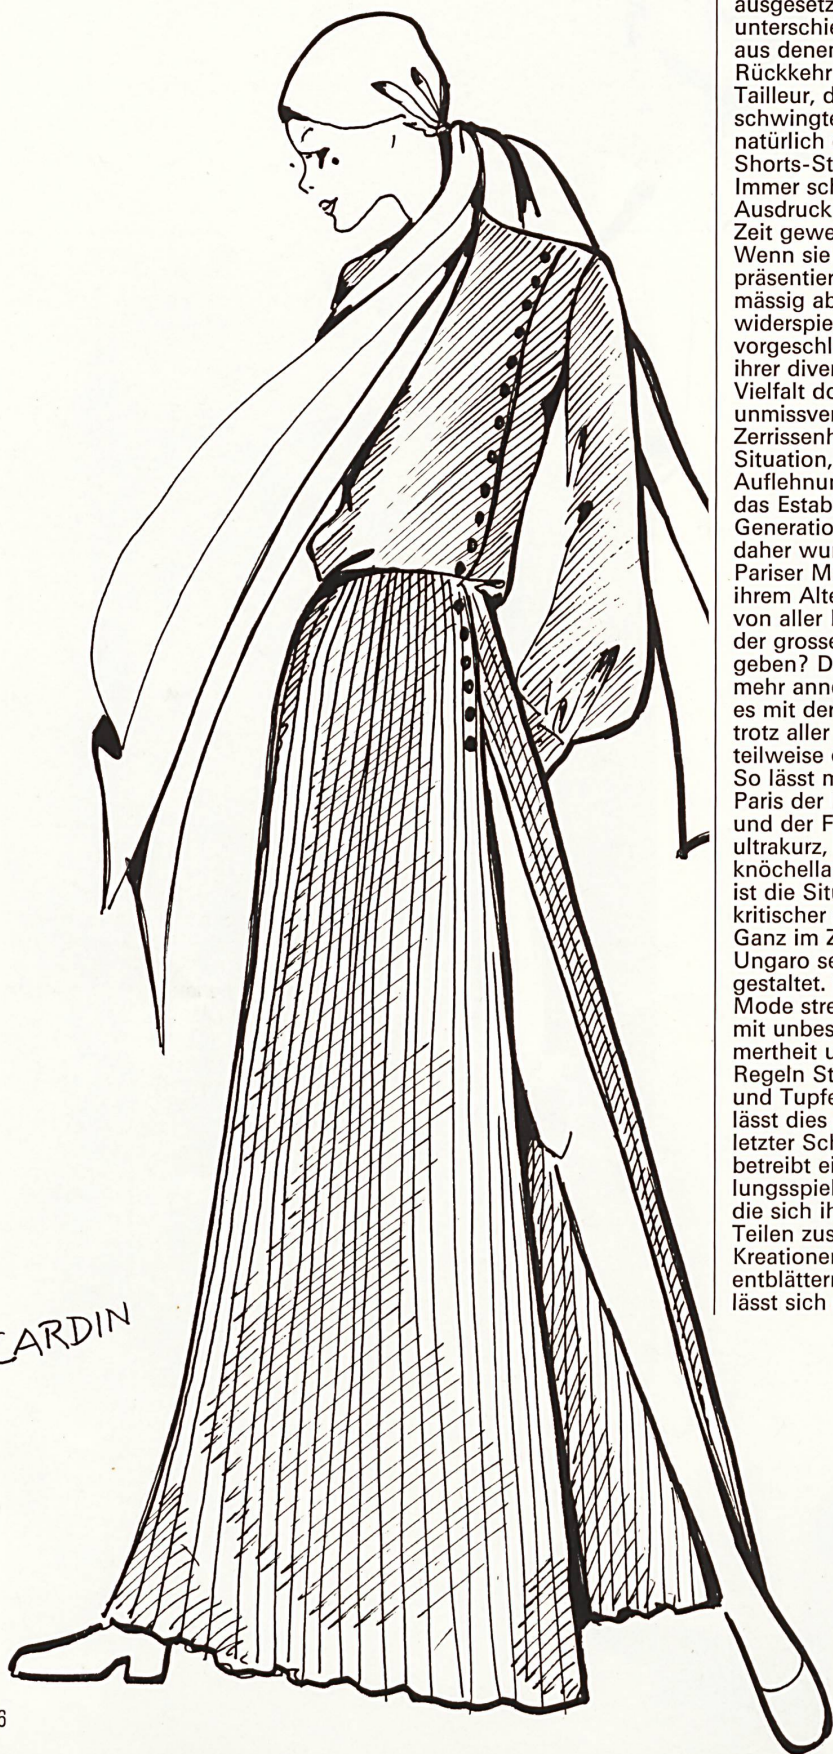 ausgesetz
unterschie
aus denen
Rückkehr
Tailleur, d
schwingte
natürlich
Shorts-St
Immer sch
Ausdruck
Zeit gewe
Wenn sie
präsentier
mässig ab
widerspie
vorgeschl
ihrer diver
Vielfalt do
unmissver
Zerrissenh
Situation,
Auflehnun
das Estab
Generatio
daher wur
Pariser M
ihrem Alte
von aller
der grosse
geben? D
mehr anne
es mit der
trotz aller
teilweise
So lässt m
Paris der
und der F
ultrakurz,
knöchella
ist die Situ
kritischer
Ganz im Z
Ungaro se
gestaltet.
Mode stre
mit unbes
mertheit u
Regeln St
und Tupfe
lässt dies
letzter Sch
betreibt ei
lungsspiel
die sich ih
Teilen zus
Kreationen
entblätter
lässt sich
CARDIN
6